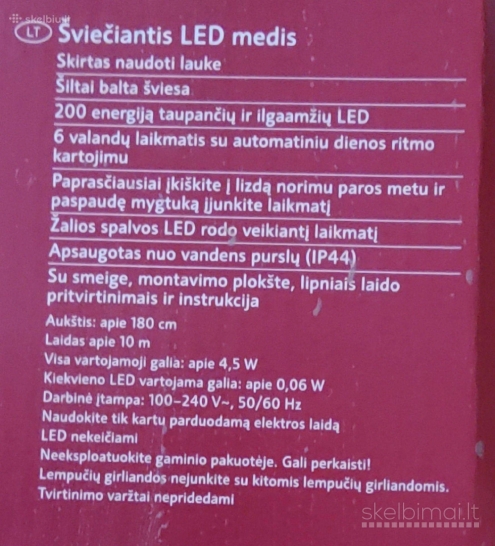 skelbiu.lt
LT Šviečiantis LED medis
Skirtas naudoti lauke
Šiltai balta šviesa
200 energiją taupančių ir ilgaamžių LED
6 valandų laikmatis su automatiniu dienos ritmo
kartojimu
Paprasčiausiai įkiškite į lizdą norimu paros metu ir
paspaudę mygtuką įjunkite laikmatį
Žalios spalvos LED rodo veikiantį laikmatį
Apsaugotas nuo vandens purslų (IP44)
Su smeige, montavimo plokšte, lipniais laido
pritvirtinimais ir instrukcija
Aukštis: apie 180 cm
Laidas apie 10 m
Visa vartojamoji galia: apie 4,5 W
Kiekvieno LED vartojama galia: apie 0,06 W
Darbinė įtampa: 100–240 V~, 50/60 Hz
Naudokite tik kartu parduodamą elektros laidą
LED nekeičiami
Neeksploatuokite gaminio pakuotėje. Gali perkaisti!
Lempučių girliandos nejunkite su kitomis lempučių girliandomis.
Tvirtinimo varžtai nepridedami
skelbimai.lt